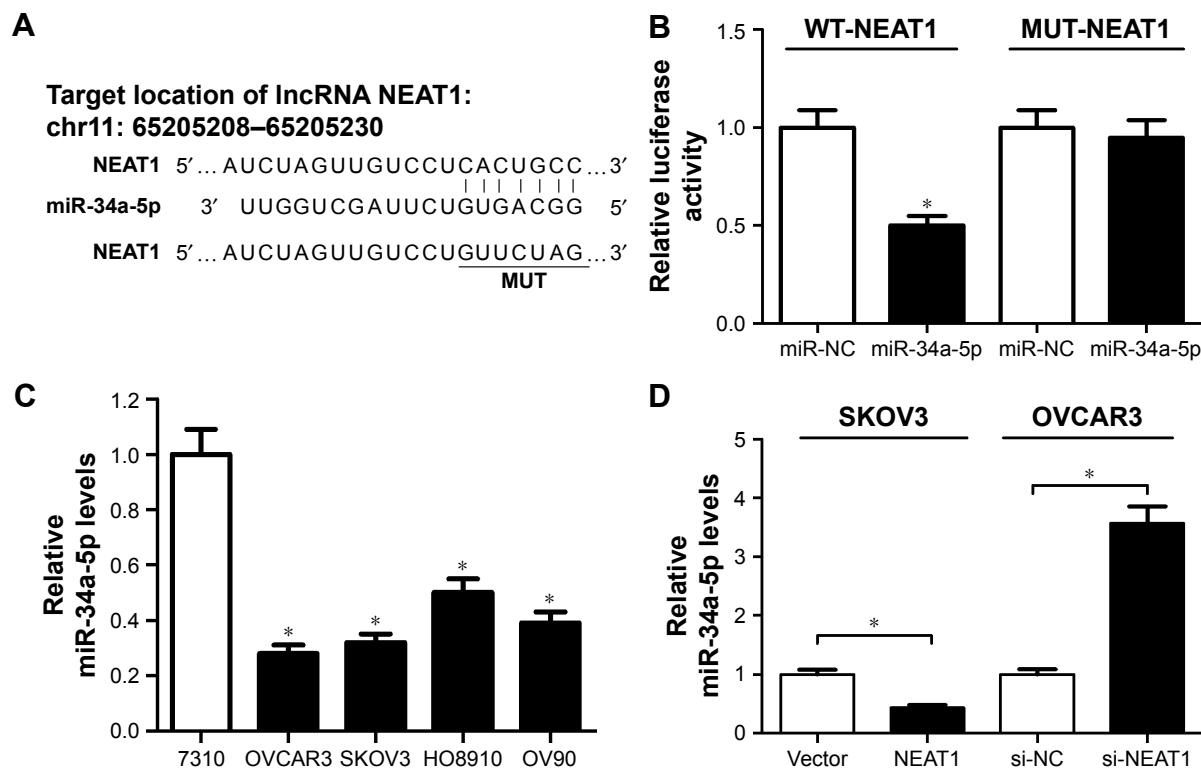 A
Target location of lncRNA NEAT1:
chr11: 65205208–65205230
NEAT1 5′ ... AUCUAGUUGUCCUCACUGCC ... 3′
miR-34a-5p 3′ UUGGUCGAUUCUGUGACGG 5′
NEAT1 5′ ... AUCUAGUUGUCCUGUUCUAG ... 3′
MUT
B
WT-NEAT1 MUT-NEAT1
Relative luciferase
activity
1.5
1.0
0.5
0.0
*
miR-NC miR-34a-5p miR-NC miR-34a-5p
C
Relative
miR-34a-5p levels
1.2
1.0
0.8
0.6
0.4
0.2
0.0
* * * *
7310 OVCAR3 SKOV3 HO8910 OV90
D
SKOV3 OVCAR3
Relative
miR-34a-5p levels
5
4
3
2
1
0
* *
Vector NEAT1 si-NC si-NEAT1